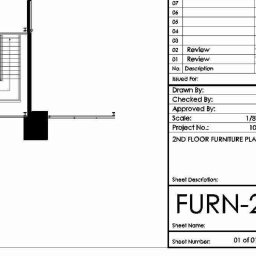 07
06
05
04
03
02 Review
01 Review
No. Description
Issued For:
Drawn By:
Checked By:
Approved By:
Scale: 1/8
Project No.: 10
2ND FLOOR FURNITURE PLA
Sheet Description:
FURN-2
Sheet Name:
Sheet Number: 01 of 01